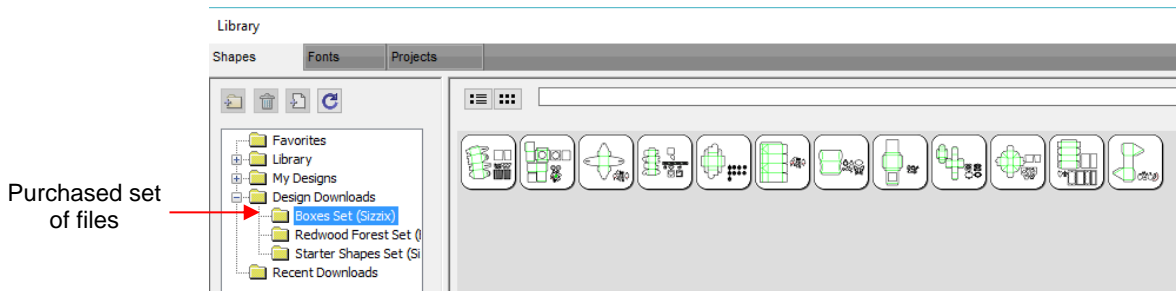 Library
Shapes Fonts Projects
Favorites
Library
My Designs
Design Downloads
Purchased set
of files
Boxes Set (Sizzix)
Redwood Forest Set (
Starter Shapes Set (Si
Recent Downloads